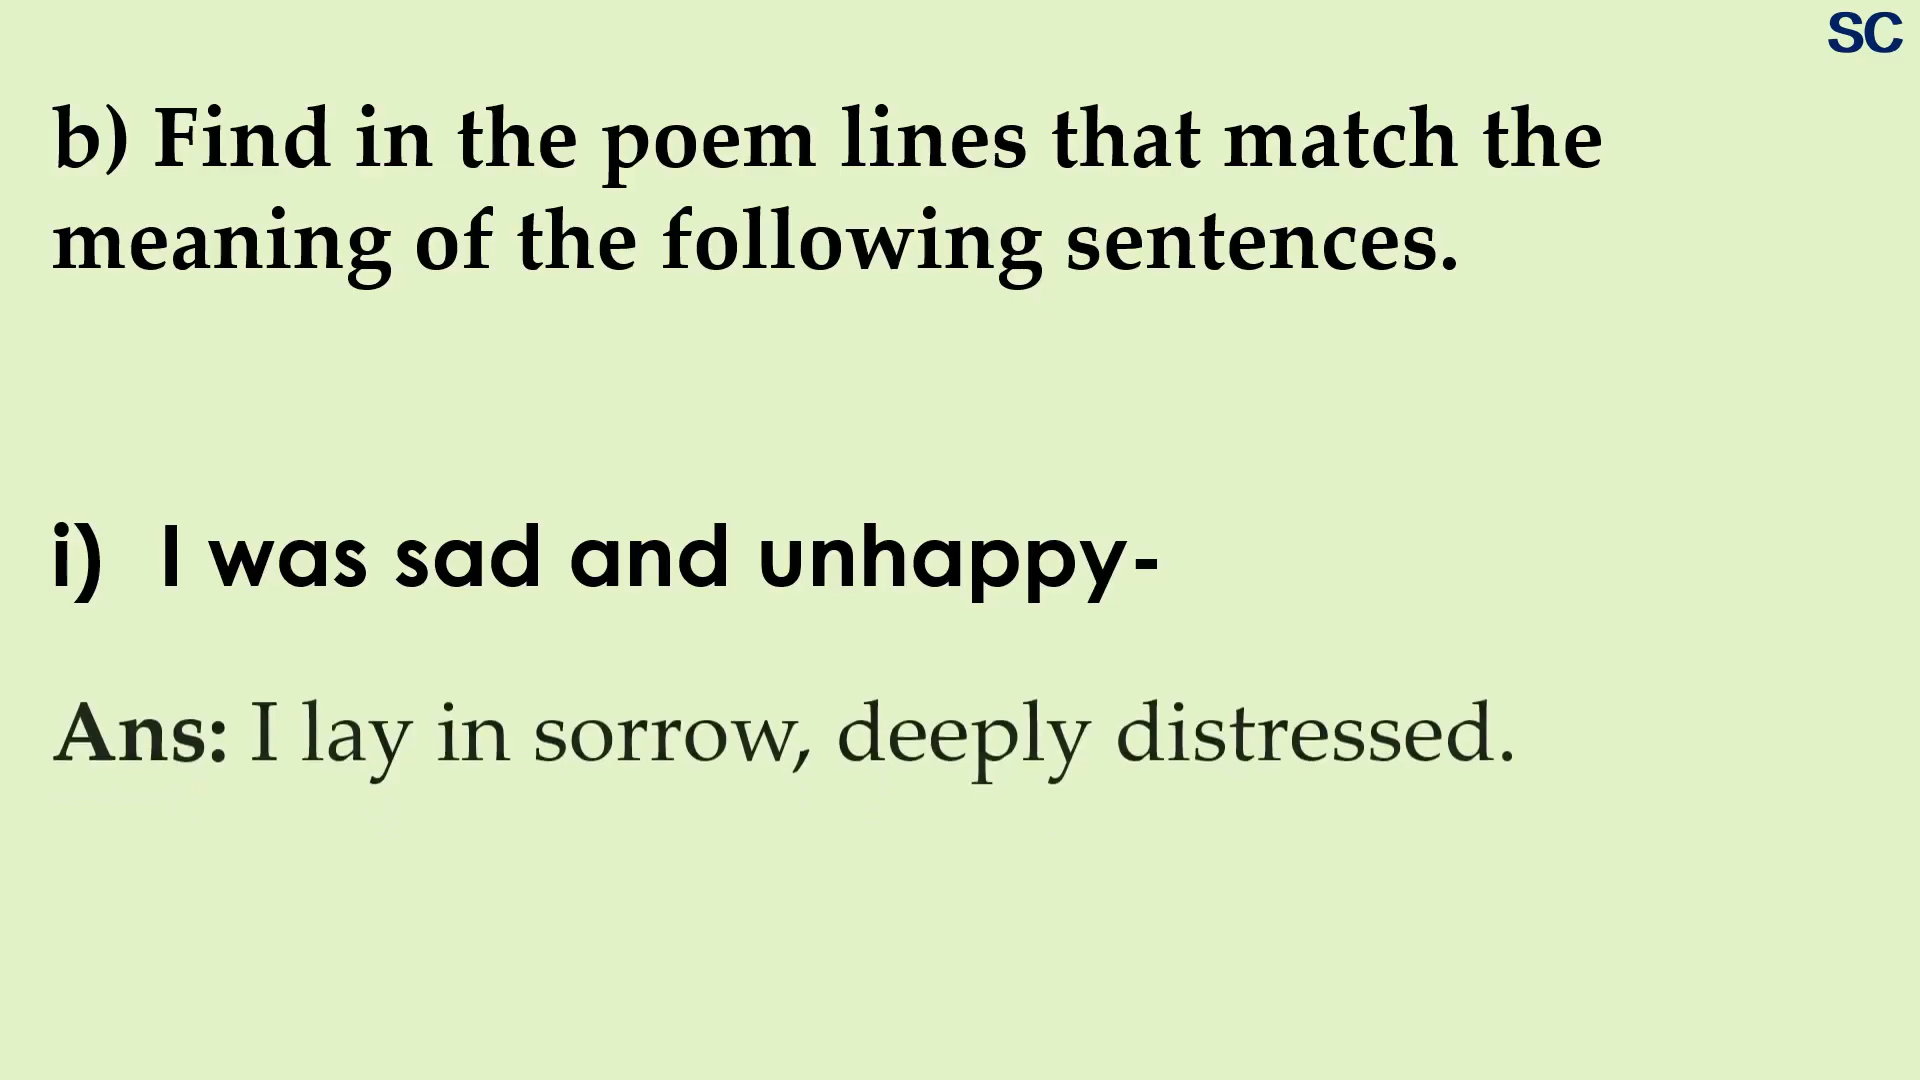 SC
b) Find in the poem lines that match the
meaning of the following sentences.
i) I was sad and unhappy-
Ans: I lay in sorrow, deeply distressed.